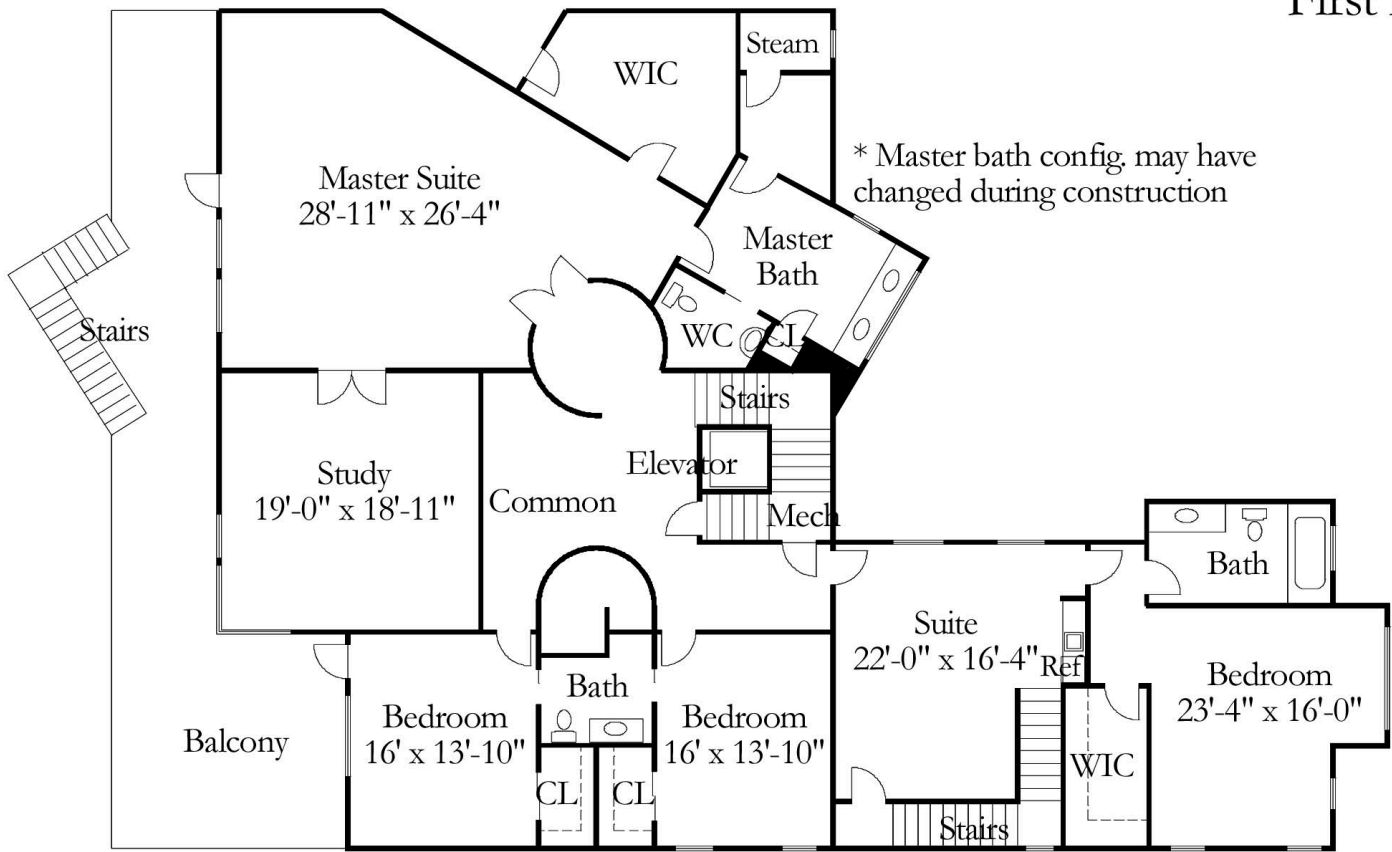 First
Steam
WIC
* Master bath config. may have
changed during construction
Master Suite
28'-11" x 26'-4"
Master
Bath
Stairs
WC
CL
Stairs
Elevator
Study
19'-0" x 18'-11"
Common
Mech
Bath
Suite
22'-0" x 16'-4"
Ref
Bedroom
23'-4" x 16'-0"
Bath
Bedroom
16' x 13'-10"
Bedroom
16' x 13'-10"
Balcony
WIC
CL
CL
Stairs